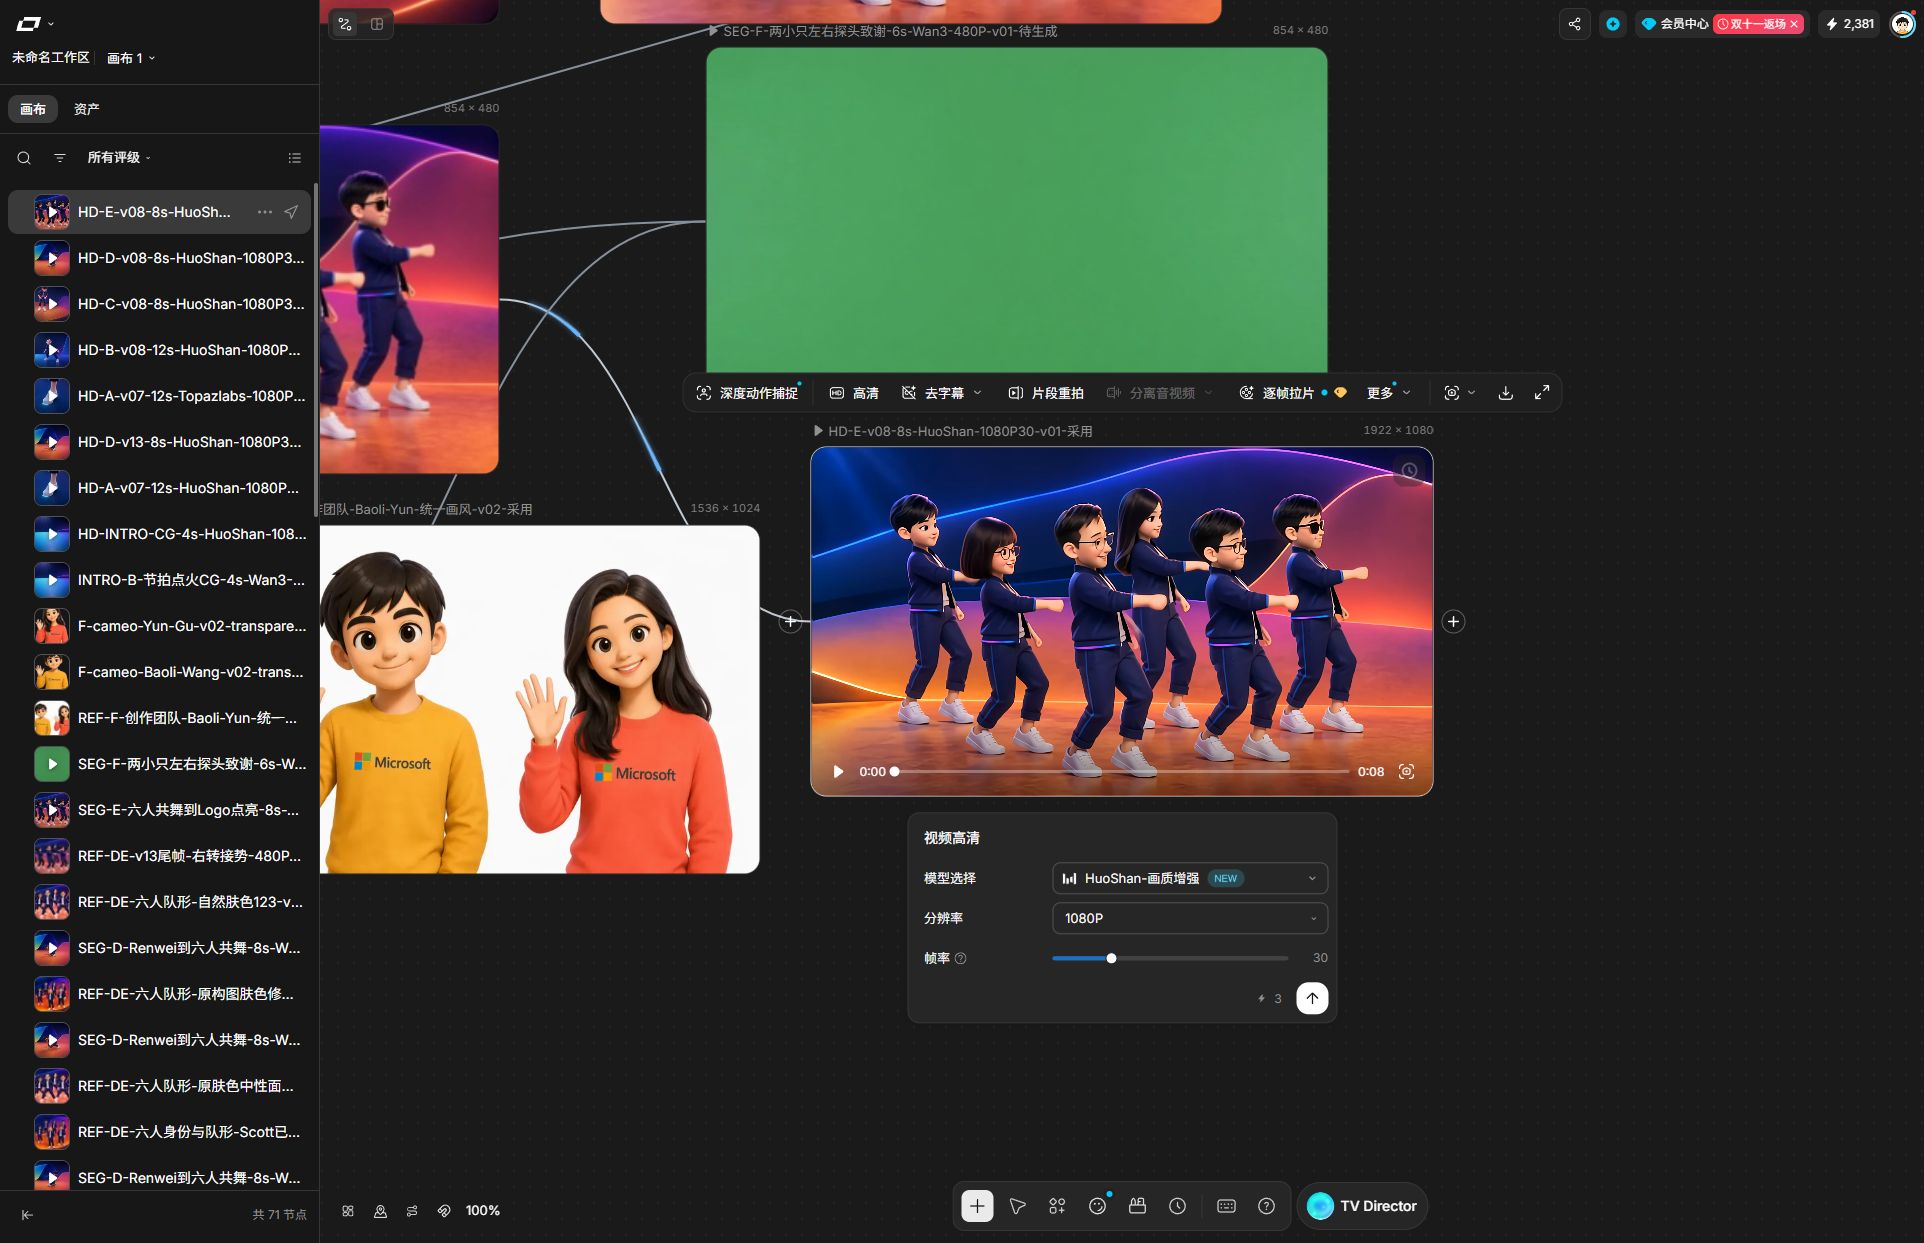 未命名工作区
画布 1
画布
资产
所有评级
HD-E-v08-8s-HuoSh...
HD-D-v08-8s-HuoShan-1080P3...
HD-C-v08-8s-HuoShan-1080P3...
HD-B-v08-12s-HuoShan-1080P...
HD-A-v07-12s-Topazlabs-1080P...
HD-D-v13-8s-HuoShan-1080P3...
HD-A-v07-12s-HuoShan-1080P...
HD-INTRO-CG-4s-HuoShan-108...
INTRO-B-节拍点火CG-4s-Wan3-...
F-cameo-Yun-Gu-v02-transpare...
F-cameo-Baoli-Wang-v02-trans...
REF-F-创作团队-Baoli-Yun-统一...
SEG-F-两小只左右探头致谢-6s-W...
SEG-E-六人共舞到Logo点亮-8s-...
REF-DE-v13尾帧-右转接势-480P...
REF-DE-六人队形-自然肤色123-v...
SEG-D-Renwei到六人共舞-8s-W...
REF-DE-六人队形-原构图肤色修...
SEG-D-Renwei到六人共舞-8s-W...
REF-DE-六人队形-原肤色中性面...
REF-DE-六人身份与队形-Scott已...
SEG-D-Renwei到六人共舞-8s-W...
共 71 节点
会员中心
双十一返场
2,381
SEG-F-两小只左右探头致谢-6s-Wan3-480P-v01-待生成
854 × 480
854 × 480
深度动作捕捉
高清
去字幕
片段重拍
分离音视频
逐帧拉片
更多
HD-E-v08-8s-HuoShan-1080P30-v01-采用
1922 × 1080
团队-Baoli-Yun-统一画风-v02-采用
1536 × 1024
Microsoft
Microsoft
0:00
0:08
视频高清
模型选择
HuoShan-画质增强
NEW
分辨率
1080P
帧率
30
3
100%
TV Director